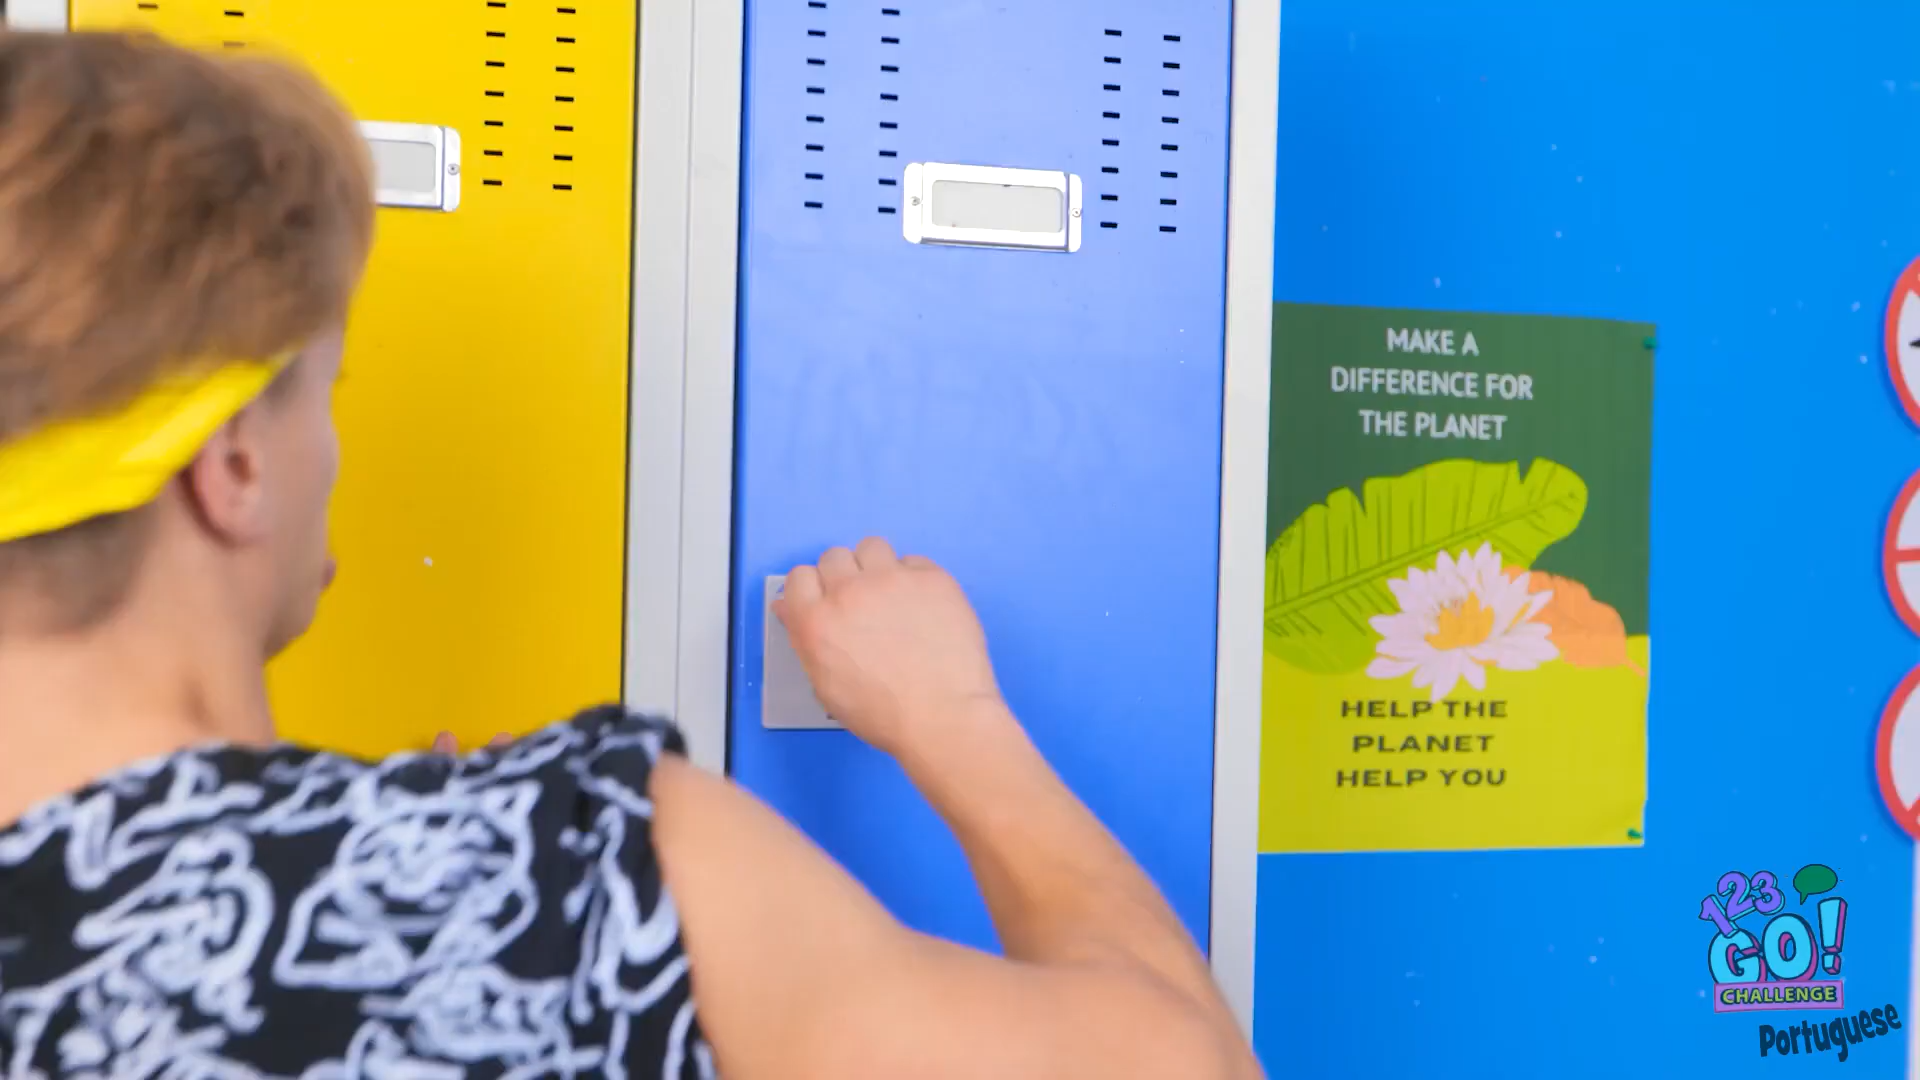 MAKE A
DIFFERENCE FOR
THE PLANET
HELP THE
PLANET
HELP YOU
123
GO!
CHALLENGE
Portuguese